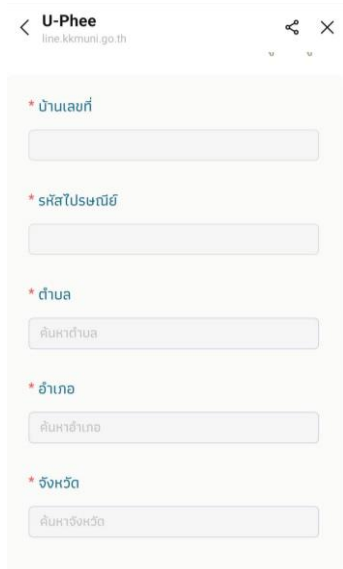 U-Phee
line.kkmuni.go.th
* บ้านเลขที่
* รหัสไปรษณีย์
* ตำบล
ค้นหาตำบล
* อำเภอ
ค้นหาอำเภอ
* จังหวัด
ค้นหาจังหวัด